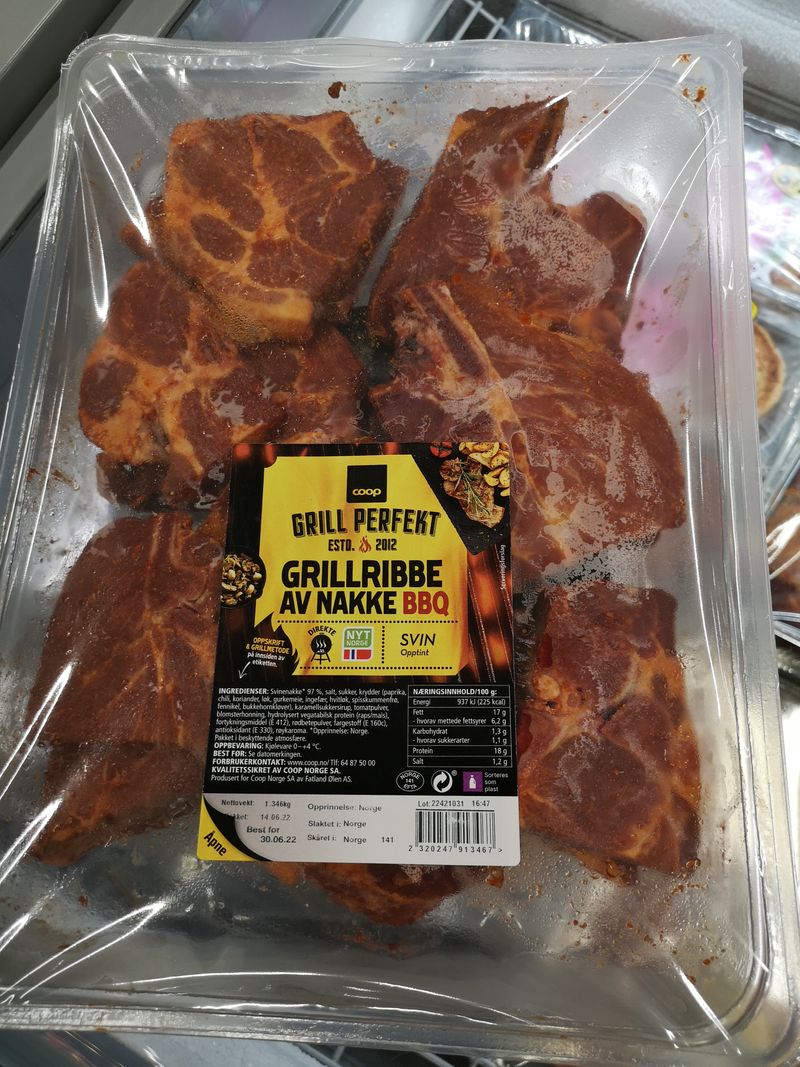 coop
GRILL PERFEKT
ESTD. 2012
GRILLRIBBE
AV NAKKE BBQ
DIREKTE
NYT
NORGE
SVIN
Opptint
OPPSKRIFT
& GRILLMETODE
på innsiden av
etiketten.
Serveringsforslag
INGREDIENSER: Svinenakke* 97 %, salt, sukker, krydder (paprika,
chili, koriander, løk, gurkemeie, ingefær, hvitløk, spisskummenfrø,
fennikel, bukkehornkløver), karamellsukkersirup, tomatpulver,
blomsterhonning, hydrolysert vegetabilsk protein (raps/mais),
fortykningsmiddel (E 412), rødbetepulver, fargestoff (E 160c),
antioksidant (E 330), røykaroma. *Opprinnelse: Norge.
Pakket i beskyttende atmosfære.
OPPBEVARING: Kjølevare 0–+4 °C.
BEST FØR: Se datomerkingen.
FORBRUKERKONTAKT: www.coop.no/ Tlf: 64 87 50 00
KVALITETSSIKRET AV COOP NORGE SA.
Produsert for Coop Norge SA av Fatland Ølen AS.
NÆRINGSINNHOLD/100 g:
Energi 937 kJ (225 kcal)
Fett 17 g
- hvorav mettede fettsyrer 6,2 g
Karbohydrat 1,3 g
- hvorav sukkerarter 1,1 g
Protein 18 g
Salt 1,2 g
NORGE
141
EFTA
Sorteres
som
plast
Nettovekt: 1.346kg
14.06.22
Best før
30.06.22
Opprinnelse: Norge
Slaktet i: Norge
Skåret i: Norge 141
Lot: 22421031 16:47
2 320247 913467 >
Åpne